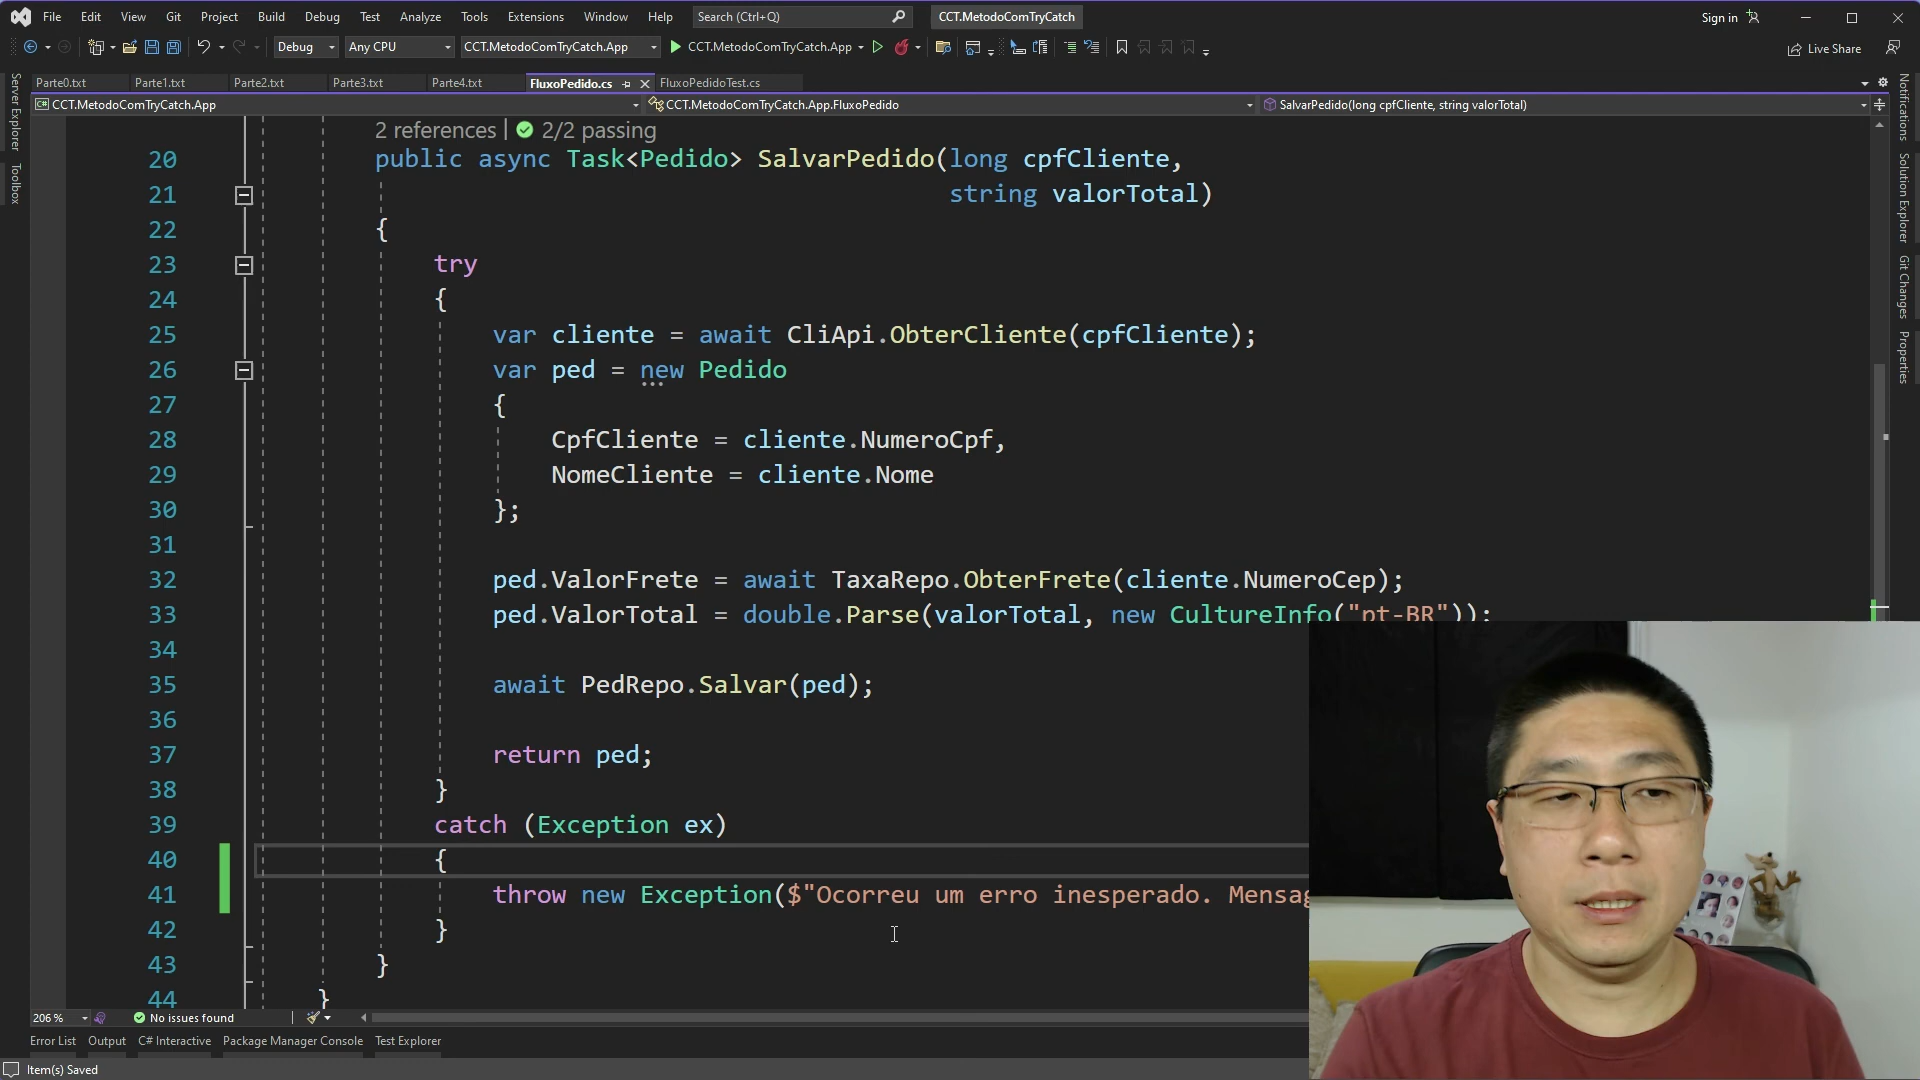 File Edit View Git Project Build Debug Test Analyze Tools Extensions Window Help Search (Ctrl+Q) CCT.MetodoComTryCatch Sign in
Debug Any CPU CCT.MetodoComTryCatch.App CCT.MetodoComTryCatch.App Live Share
Parte0.txt Parte1.txt Parte2.txt Parte3.txt Parte4.txt FluxoPedido.cs FluxoPedidoTest.cs
CCT.MetodoComTryCatch.App CCT.MetodoComTryCatch.App.FluxoPedido SalvarPedido(long cpfCliente, string valorTotal)
Server Explorer
Toolbox
Notifications
Solution Explorer
Git Changes
Properties
2 references | 2/2 passing
20 public async Task<Pedido> SalvarPedido(long cpfCliente,
21 string valorTotal)
22 {
23 try
24 {
25 var cliente = await CliApi.ObterCliente(cpfCliente);
26 var ped = new Pedido
27 {
28 CpfCliente = cliente.NumeroCpf,
29 NomeCliente = cliente.Nome
30 };
31
32 ped.ValorFrete = await TaxaRepo.ObterFrete(cliente.NumeroCep);
33 ped.ValorTotal = double.Parse(valorTotal, new CultureInfo("pt-BR"));
34
35 await PedRepo.Salvar(ped);
36
37 return ped;
38 }
39 catch (Exception ex)
40 {
41 throw new Exception($"Ocorreu um erro inesperado. Mensag
42 }
43 }
44 }
206 % No issues found
Error List Output C# Interactive Package Manager Console Test Explorer
Item(s) Saved